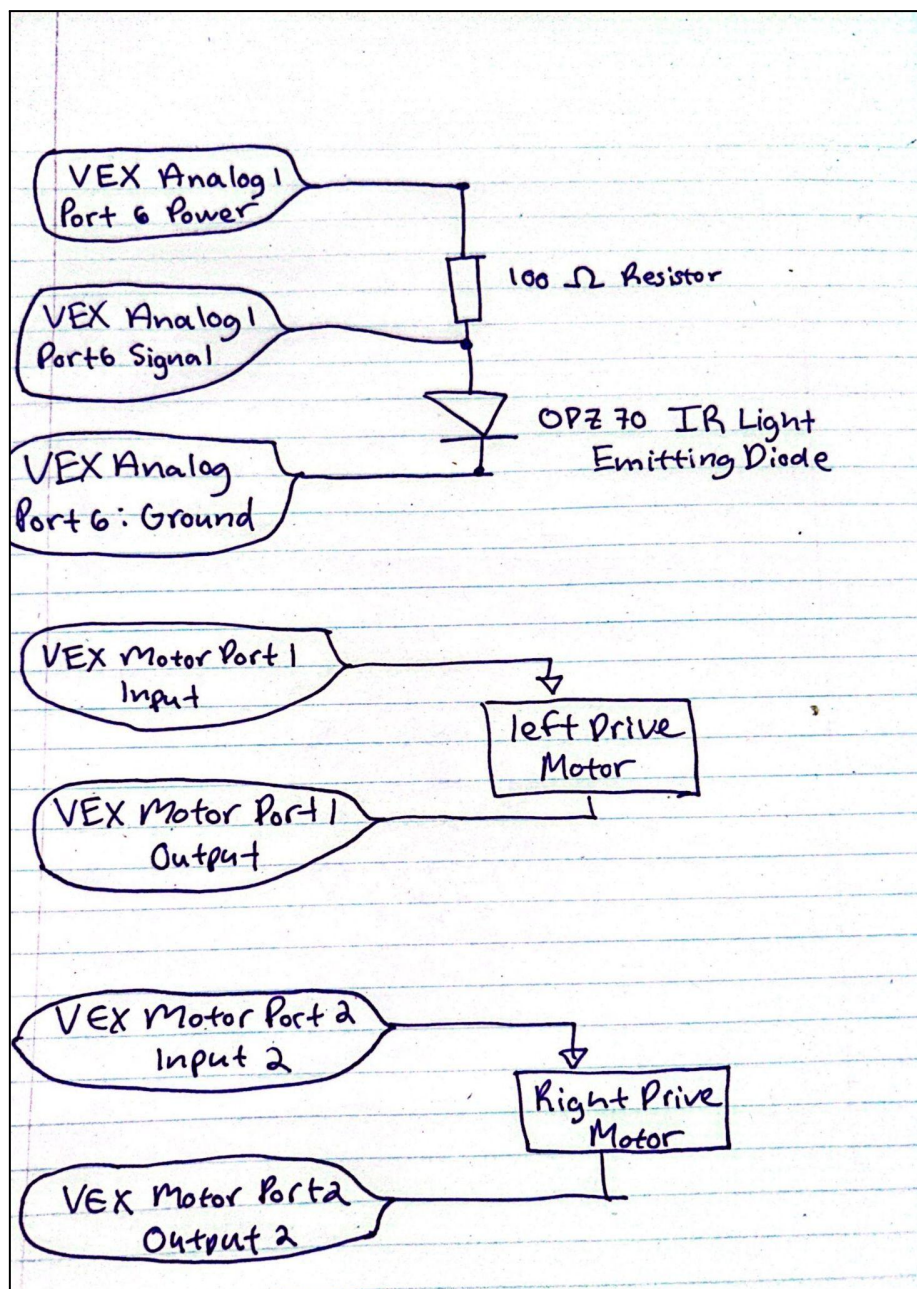 VEX Analog 1
Port 6 Power
100 Ω Resistor
VEX Analog 1
Port 6 Signal
OPZ 70 IR Light
Emitting Diode
VEX Analog
Port 6 : Ground
VEX Motor Port 1
Input
left Drive
Motor
VEX Motor Port 1
Output
VEX Motor Port 2
Input 2
Right Drive
Motor
VEX Motor Port 2
Output 2